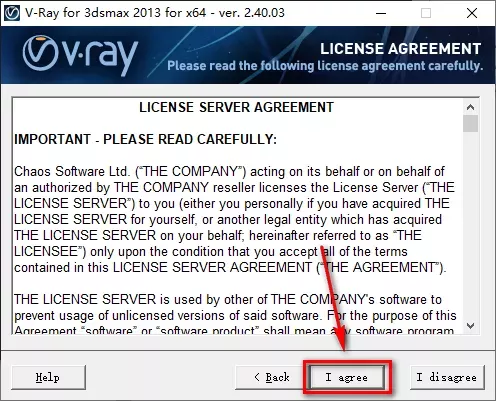 V-Ray for 3dsmax 2013 for x64 - ver. 2.40.03
v·ray
LICENSE AGREEMENT
Please read the following license agreement carefully.
LICENSE SERVER AGREEMENT
IMPORTANT - PLEASE READ CAREFULLY:
Chaos Software Ltd. (“THE COMPANY”) acting on its behalf or on behalf of
an authorized by THE COMPANY reseller licenses the License Server (“THE
LICENSE SERVER”) to you (either you personally if you have acquired THE
LICENSE SERVER for yourself, or another legal entity which has acquired
THE LICENSE SERVER on your behalf; hereinafter referred to as “THE
LICENSEE”) only upon the condition that you accept all of the terms
contained in this LICENSE SERVER AGREEMENT (“THE AGREEMENT”).
THE LICENSE SERVER is used by other of THE COMPANY's software to
prevent usage of unlicensed versions of said software. For the purpose of this
Agreement “software” or “software product” shall mean any software program
Help
< Back
I agree
I disagree